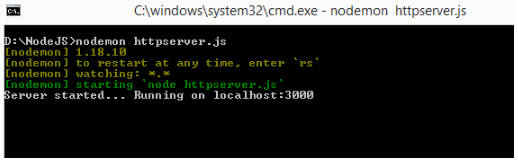 C:\windows\system32\cmd.exe - nodemon httpserver.js
D:\NodeJS>nodemon httpserver.js
[nodemon] 1.18.10
[nodemon] to restart at any time, enter `rs`
[nodemon] watching: *.*
[nodemon] starting `node httpserver.js`
Server started... Running on localhost:3000